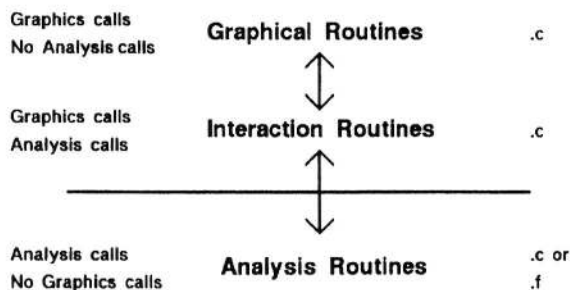 Graphics calls
No Analysis calls
Graphical Routines
.c
Graphics calls
Analysis calls
Interaction Routines
.c
Analysis calls
No Graphics calls
Analysis Routines
.c or
.f